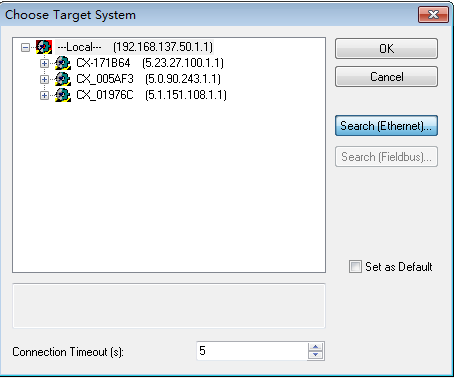 Choose Target System
---Local--- (192.168.137.50.1.1)
CX-171B64 (5.23.27.100.1.1)
CX_005AF3 (5.0.90.243.1.1)
CX_01976C (5.1.151.108.1.1)
OK
Cancel
Search (Ethernet)...
Search (Fieldbus)...
Set as Default
Connection Timeout (s):
5